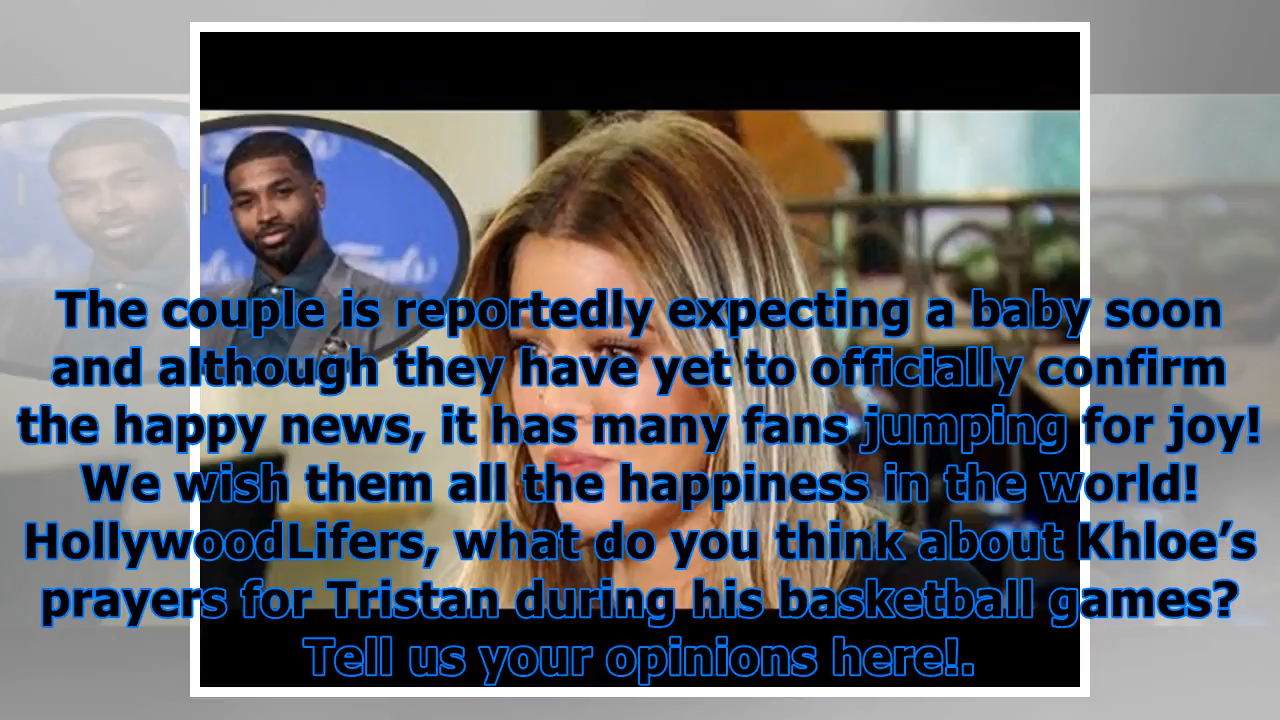 The couple is reportedly expecting a baby soon
and although they have yet to officially confirm
the happy news, it has many fans jumping for joy!
We wish them all the happiness in the world!
HollywoodLifers, what do you think about Khloe’s
prayers for Tristan during his basketball games?
Tell us your opinions here!.